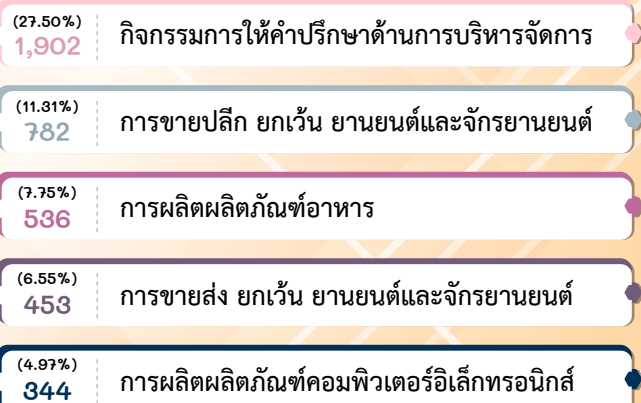 (27.50%)
1,902
กิจกรรมการให้คำปรึกษาด้านการบริหารจัดการ
(11.31%)
782
การขายปลีก ยกเว้น ยานยนต์และจักรยานยนต์
(7.75%)
536
การผลิตผลิตภัณฑ์อาหาร
(6.55%)
453
การขายส่ง ยกเว้น ยานยนต์และจักรยานยนต์
(4.97%)
344
การผลิตผลิตภัณฑ์คอมพิวเตอร์อิเล็กทรอนิกส์